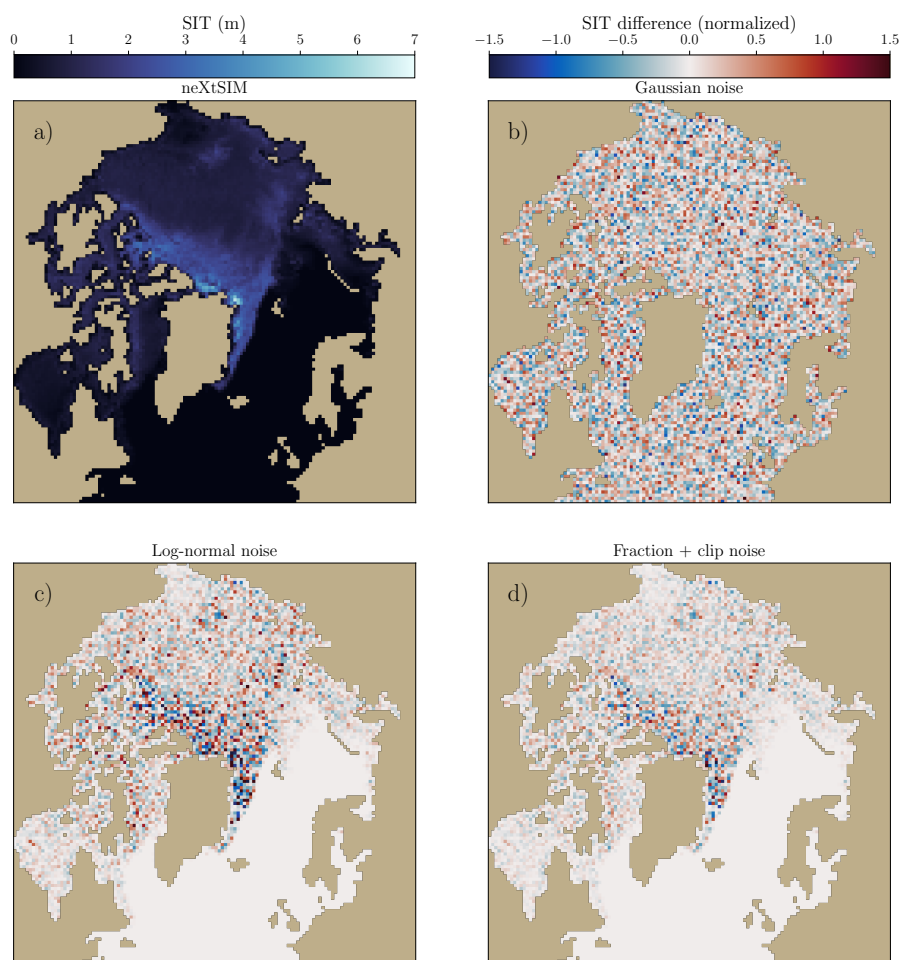 SIT (m)
0 1 2 3 4 5 6 7
neXtSIM
a)
SIT difference (normalized)
−1.5 −1.0 −0.5 0.0 0.5 1.0 1.5
Gaussian noise
b)
Log-normal noise
c)
Fraction + clip noise
d)